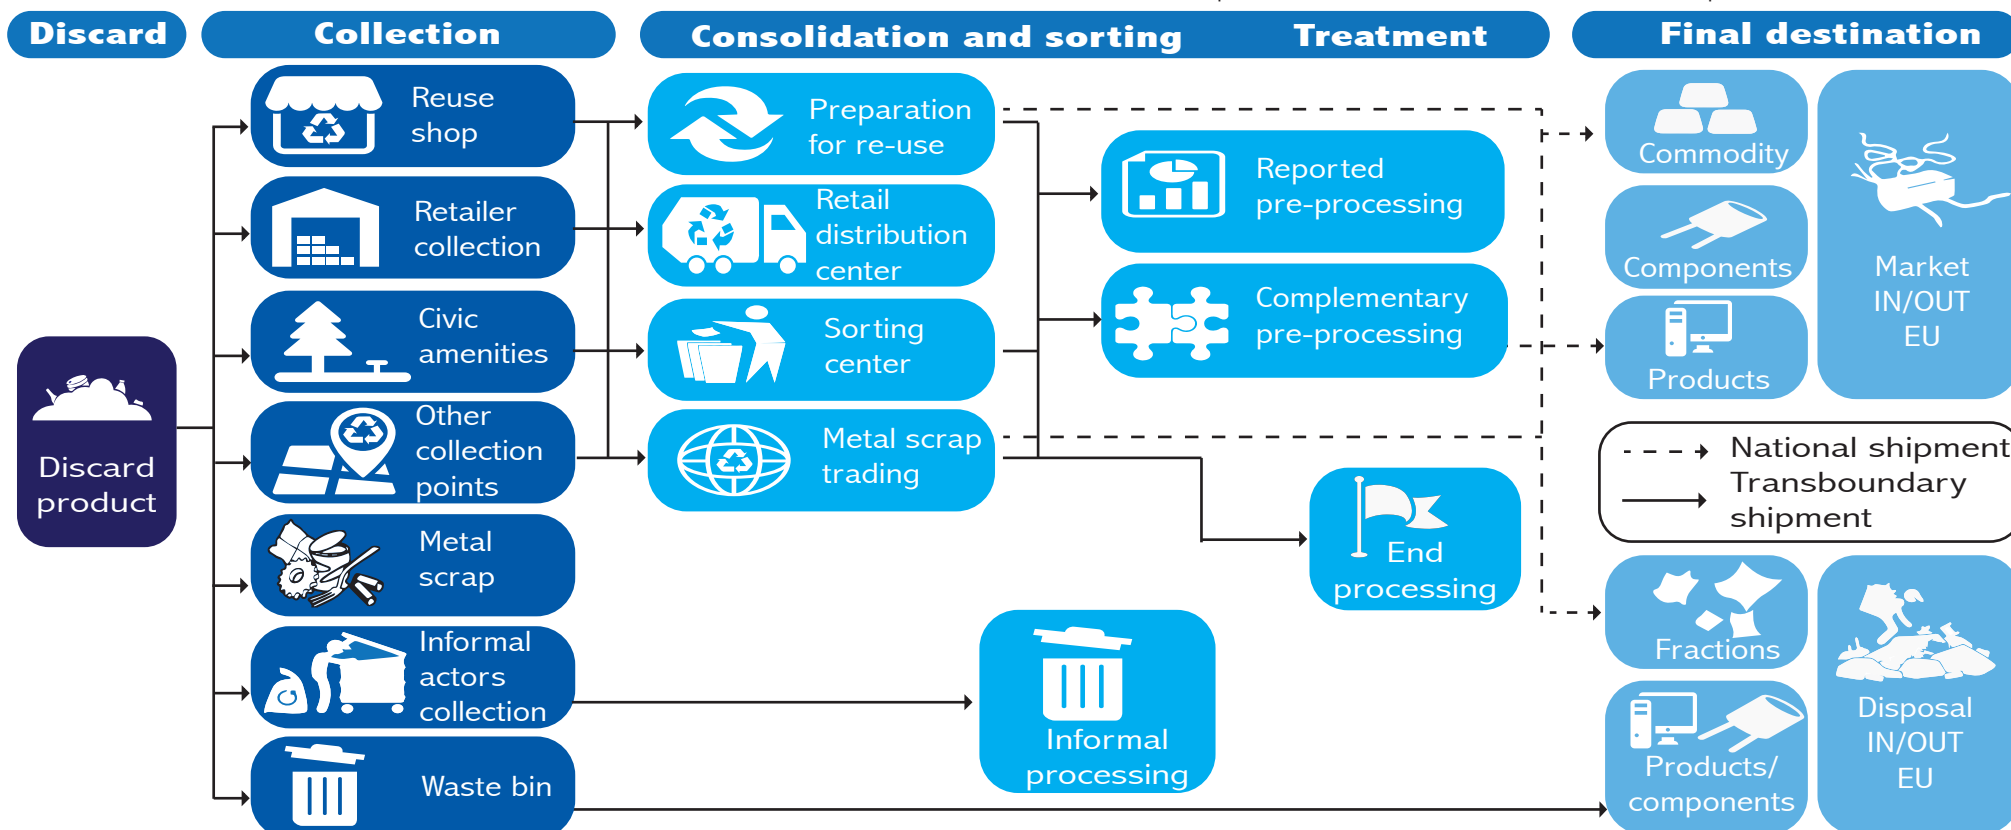 Discard
Collection
Consolidation and sorting
Treatment
Final destination
Discard
product
Reuse
shop
Retailer
collection
Civic
amenities
Other
collection
points
Metal
scrap
Informal
actors
collection
Waste bin
Preparation
for re-use
Retail
distribution
center
Sorting
center
Metal scrap
trading
Reported
pre-processing
Complementary
pre-processing
End
processing
Informal
processing
Commodity
Components
Products
Market
IN/OUT
EU
National shipment
Transboundary
shipment
Fractions
Products/
components
Disposal
IN/OUT
EU